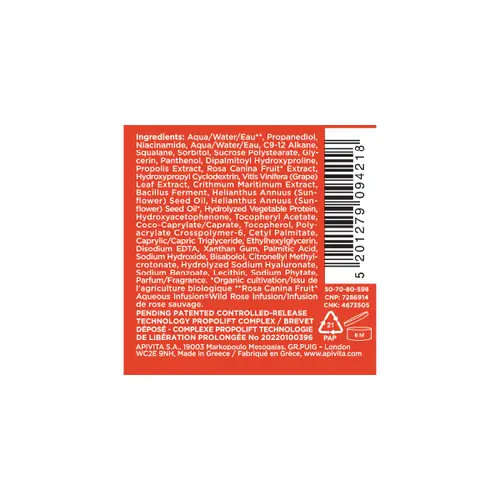 Ingredients: Aqua/Water/Eau**, Propanediol,
Niacinamide, Aqua/Water/Eau, C9-12 Alkane,
Squalane, Sorbitol, Sucrose Polystearate, Gly-
cerin, Panthenol, Dipalmitoyl Hydroxyproline,
Propolis Extract, Rosa Canina Fruit* Extract,
Hydroxypropyl Cyclodextrin, Vitis Vinifera (Grape)
Leaf Extract, Crithmum Maritimum Extract,
Bacillus Ferment, Helianthus Annuus (Sun-
flower) Seed Oil, Helianthus Annuus (Sun-
flower) Seed Oil*, Hydrolyzed Vegetable Protein,
Hydroxyacetophenone, Tocopheryl Acetate,
Coco-Caprylate/Caprate, Tocopherol, Poly-
acrylate Crosspolymer-6, Cetyl Palmitate,
Caprylic/Capric Triglyceride, Ethylhexylglycerin,
Disodium EDTA, Xanthan Gum, Palmitic Acid,
Sodium Hydroxide, Bisabolol, Citronellyl Methyl-
crotonate, Hydrolyzed Sodium Hyaluronate,
Sodium Benzoate, Lecithin, Sodium Phytate,
Parfum/Fragrance. *Organic cultivation/Issu de
l'agriculture biologique **Rosa Canina Fruit*
Aqueous Infusion=Wild Rose Infusion/Infusion
de rose sauvage.
PENDING PATENTED CONTROLLED-RELEASE
TECHNOLOGY PROPOLIFT COMPLEX / BREVET
DÉPOSÉ - COMPLEXE PROPOLIFT TECHNOLOGIE
DE LIBÉRATION PROLONGÉE No 20220100396
APIVITA S.A., 19003 Markopoulo Mesogaias, GR.PUIG – London
WC2E 9NH, Made in Greece / Fabriqué en Grèce, www.apivita.com
5 201279 094218
50-70-80-598
CNP: 7286914
CNK: 4673505
21
PAP
6 M